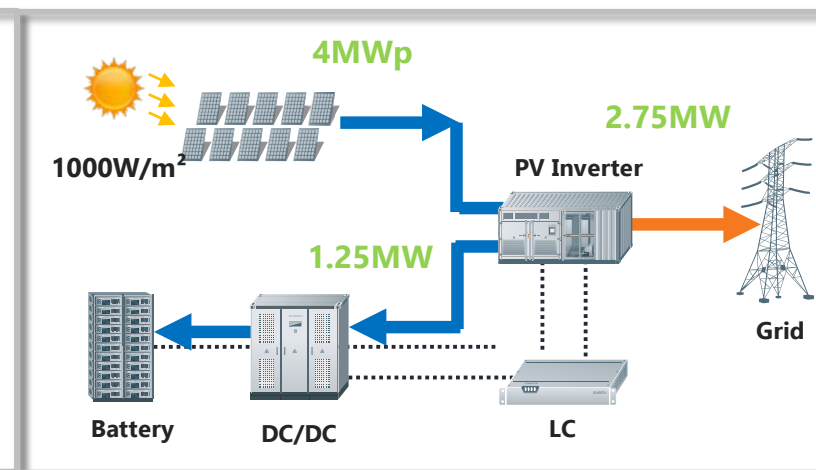 4MWp
2.75MW
1000W/m²
PV Inverter
1.25MW
Grid
Battery
DC/DC
LC